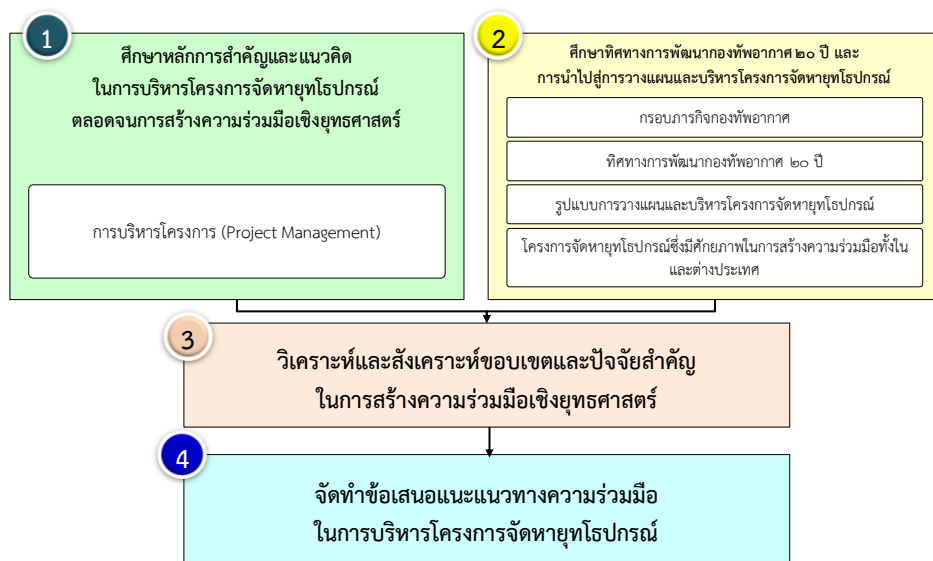 1
ศึกษาหลักการสำคัญและแนวคิด
ในการบริหารโครงการจัดหายุทโธปกรณ์
ตลอดจนการสร้างความร่วมมือเชิงยุทธศาสตร์
การบริหารโครงการ (Project Management)
2
ศึกษาทิศทางการพัฒนากองทัพอากาศ ๒๐ ปี และ
การนำไปสู่การวางแผนและบริหารโครงการจัดหายุทโธปกรณ์
กรอบภารกิจกองทัพอากาศ
ทิศทางการพัฒนากองทัพอากาศ ๒๐ ปี
รูปแบบการวางแผนและบริหารโครงการจัดหายุทโธปกรณ์
โครงการจัดหายุทโธปกรณ์ซึ่งมีศักยภาพในการสร้างความร่วมมือทั้งใน
และต่างประเทศ
3
วิเคราะห์และสังเคราะห์ขอบเขตและปัจจัยสำคัญ
ในการสร้างความร่วมมือเชิงยุทธศาสตร์
4
จัดทำข้อเสนอแนะแนวทางความร่วมมือ
ในการบริหารโครงการจัดหายุทโธปกรณ์